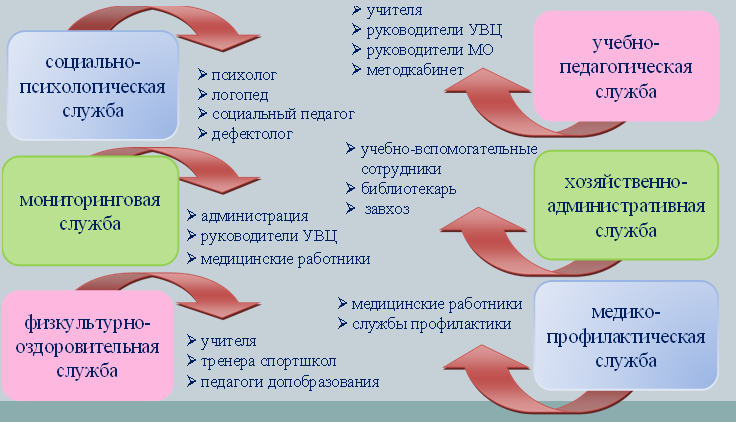 социально-
психологическая
служба
➢ психолог
➢ логопед
➢ социальный педагог
➢ дефектолог
➢ учителя
➢ руководители УВЦ
➢ руководители МО
➢ методкабинет
учебно-
педагогическая
служба
мониторинговая
служба
➢ администрация
➢ руководители УВЦ
➢ медицинские работники
➢ учебно-вспомогательные
сотрудники
➢ библиотекарь
➢ завхоз
хозяйственно-
административная
служба
физкультурно-
оздоровительная
служба
➢ учителя
➢ тренера спортшкол
➢ педагоги допобразования
➢ медицинские работники
➢ службы профилактики
медико-
профилактическая
служба